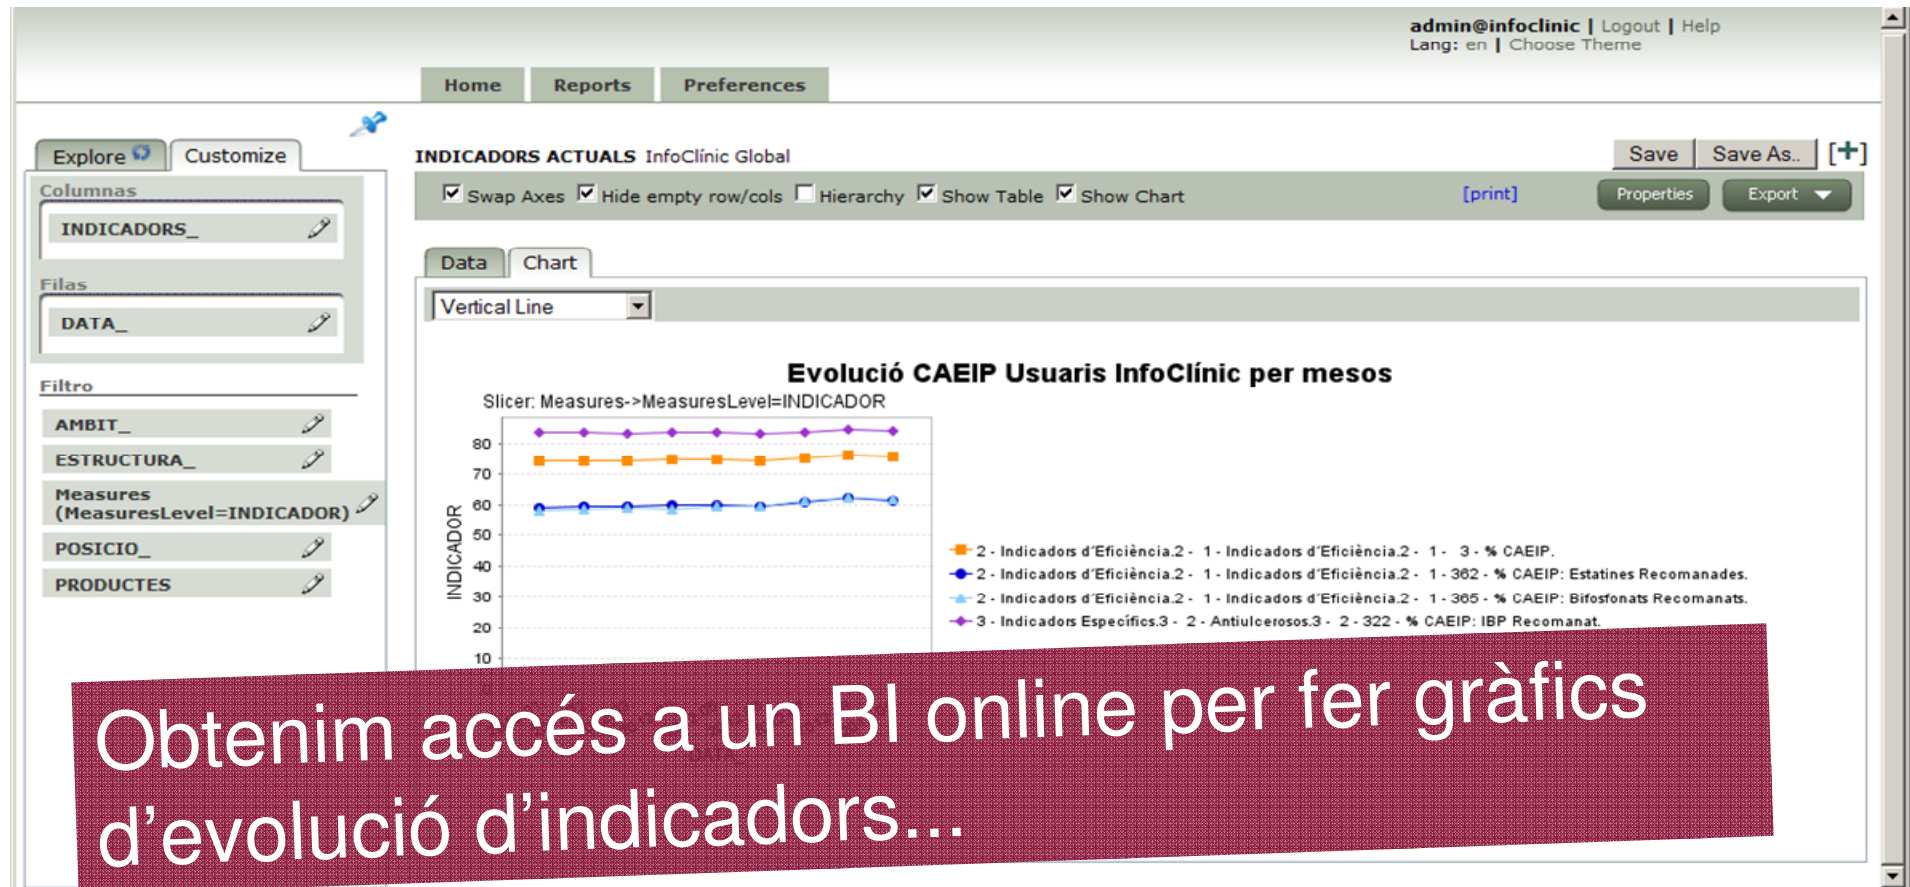 admin@infoclinic | Logout | Help
Lang: en | Choose Theme
Home Reports Preferences
Explore Customize
INDICADORS ACTUALS InfoClínic Global
Save Save As.. [+]
Columnas
Swap Axes Hide empty row/cols Hierarchy Show Table Show Chart [print] Properties Export
INDICADORS_
Data Chart
Filas
Vertical Line
DATA_
Evolució CAEIP Usuaris InfoClínic per mesos
Filtro
Slicer: Measures->MeasuresLevel=INDICADOR
AMBIT_
ESTRUCTURA_
Measures
(MeasuresLevel=INDICADOR)
POSICIO_
PRODUCTES
INDICADOR
80
70
60
50
40
30
20
10
2 - Indicadors d'Eficiència.2 - 1 - Indicadors d'Eficiència.2 - 1 - 3 - % CAEIP.
2 - Indicadors d'Eficiència.2 - 1 - Indicadors d'Eficiència.2 - 1 - 362 - % CAEIP: Estatines Recomanades.
2 - Indicadors d'Eficiència.2 - 1 - Indicadors d'Eficiència.2 - 1 - 365 - % CAEIP: Bifosfonats Recomanats.
3 - Indicadors Específics.3 - 2 - Antiulcerosos.3 - 2 - 322 - % CAEIP: IBP Recomanat.
Obtenim accés a un BI online per fer gràfics
d'evolució d'indicadors...